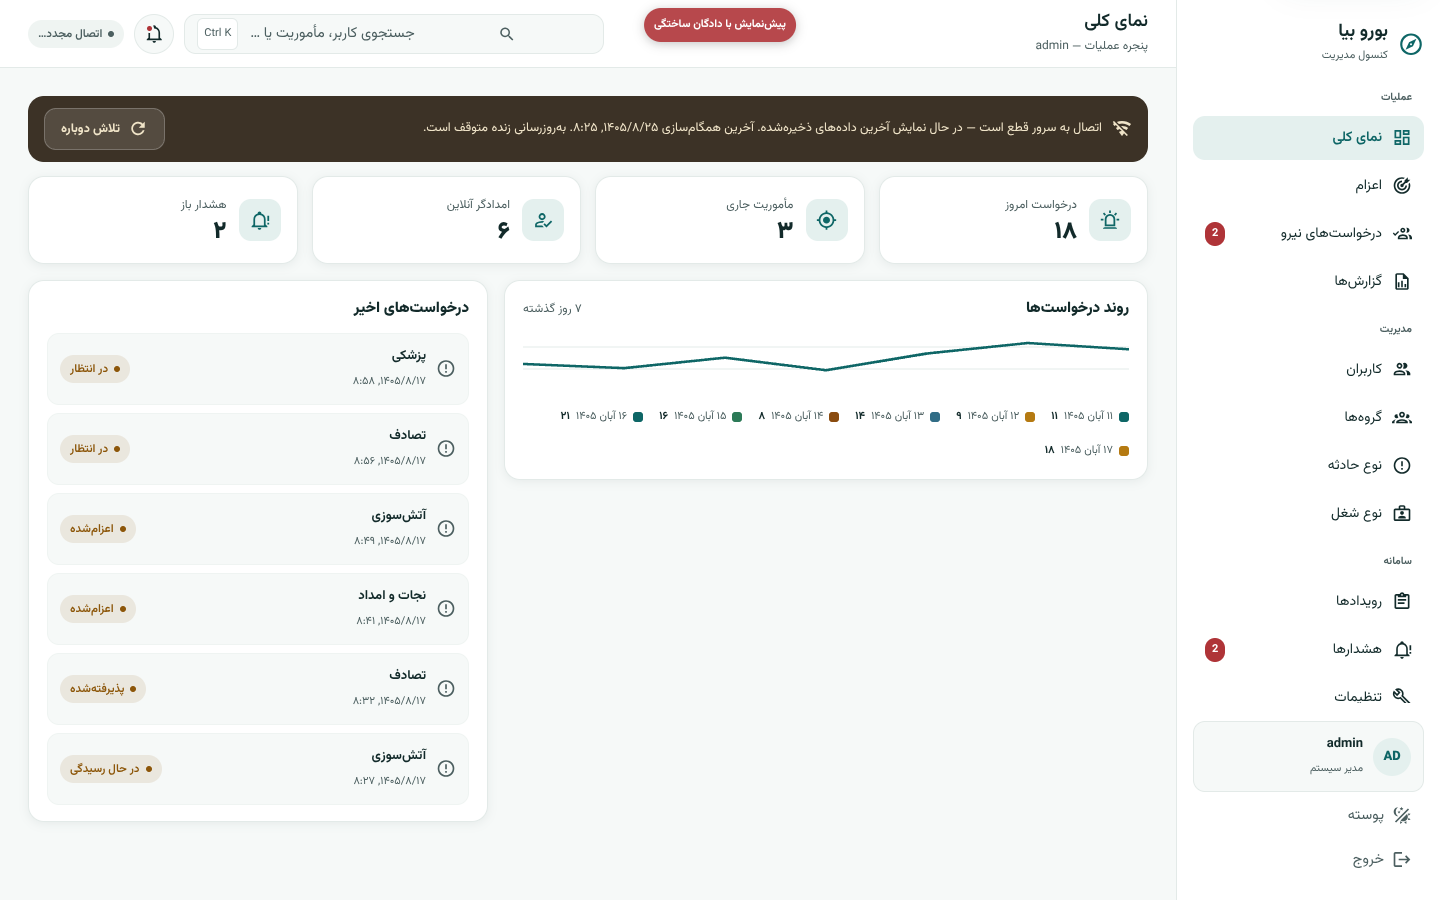 بورو بیا
کنسول مدیریت
عملیات
نمای کلی
اعزام
درخواست‌های نیرو
2
گزارش‌ها
مدیریت
کاربران
گروه‌ها
نوع حادثه
نوع شغل
سامانه
رویدادها
هشدارها
2
تنظیمات
AD
admin
مدیر سیستم
پوسته
خروج
نمای کلی
پنجره عملیات — admin
پیش‌نمایش با دادگان ساختگی
جستجوی کاربر، مأموریت یا ...
Ctrl K
اتصال مجدد...
اتصال به سرور قطع است — در حال نمایش آخرین داده‌های ذخیره‌شده. آخرین همگام‌سازی ۱۴۰۵/۸/۲۵, ۸:۲۵. به‌روزرسانی زنده متوقف است.
تلاش دوباره
درخواست امروز
۱۸
مأموریت جاری
۳
امدادگر آنلاین
۶
هشدار باز
۲
روند درخواست‌ها
۷ روز گذشته
۱۱ آبان ۱۴۰۵ ۱۱
۱۲ آبان ۱۴۰۵ ۹
۱۳ آبان ۱۴۰۵ ۱۴
۱۴ آبان ۱۴۰۵ ۸
۱۵ آبان ۱۴۰۵ ۱۶
۱۶ آبان ۱۴۰۵ ۲۱
۱۷ آبان ۱۴۰۵ ۱۸
درخواست‌های اخیر
پزشکی
۱۴۰۵/۸/۱۷, ۸:۵۸
در انتظار
تصادف
۱۴۰۵/۸/۱۷, ۸:۵۶
در انتظار
آتش‌سوزی
۱۴۰۵/۸/۱۷, ۸:۴۹
اعزام‌شده
نجات و امداد
۱۴۰۵/۸/۱۷, ۸:۴۱
اعزام‌شده
تصادف
۱۴۰۵/۸/۱۷, ۸:۳۲
پذیرفته‌شده
آتش‌سوزی
۱۴۰۵/۸/۱۷, ۸:۲۷
در حال رسیدگی